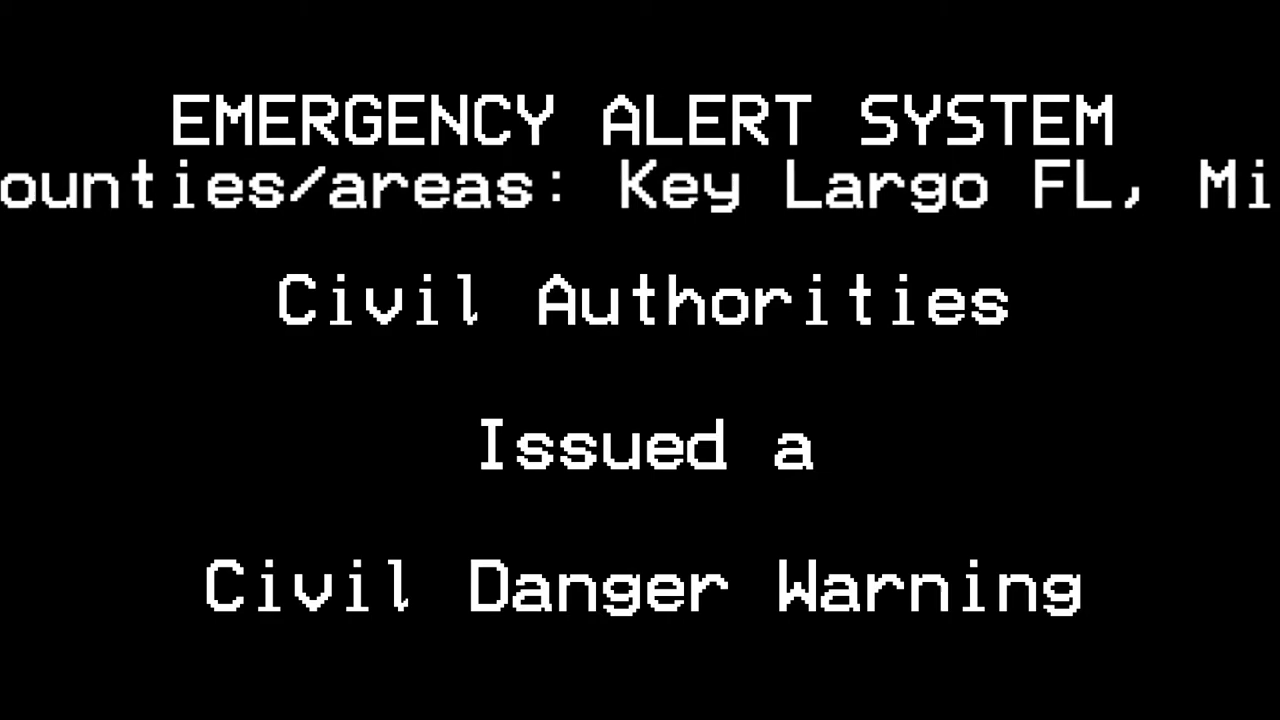 EMERGENCY ALERT SYSTEM
ounties/areas: Key Largo FL, Mi
Civil Authorities
Issued a
Civil Danger Warning